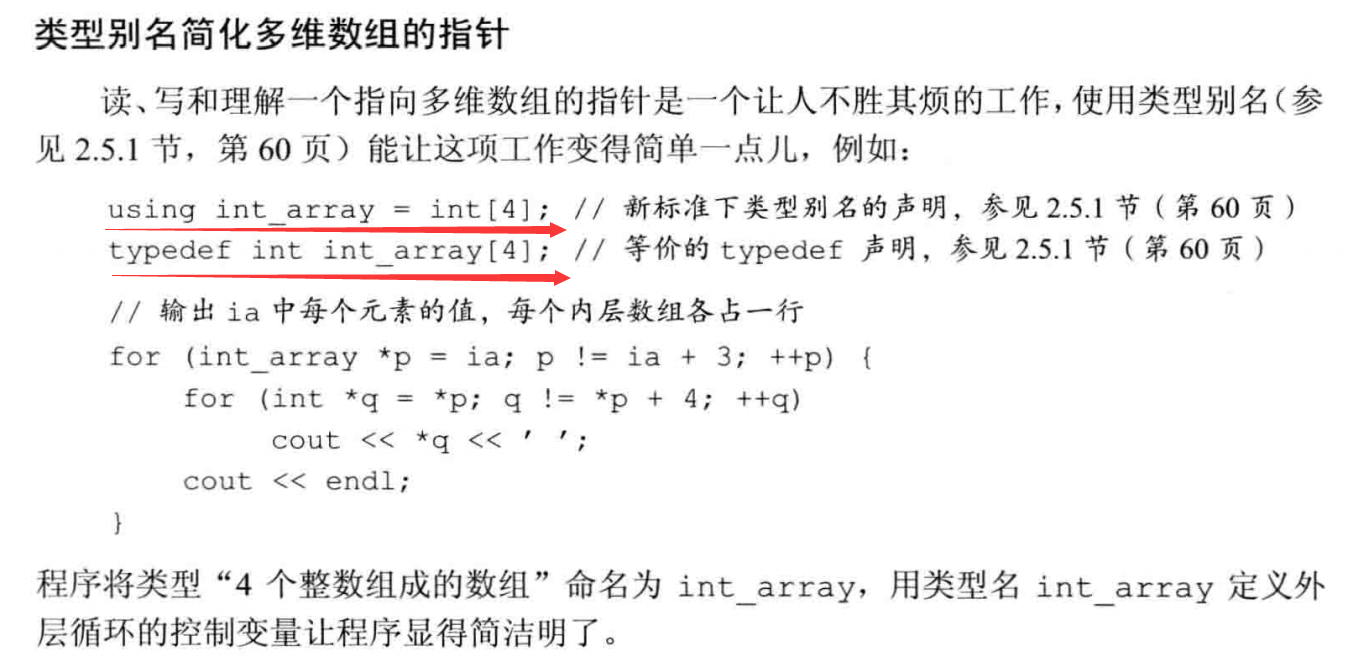 类型别名简化多维数组的指针
读、写和理解一个指向多维数组的指针是一个让人不胜其烦的工作，使用类型别名（参
见 2.5.1 节，第 60 页）能让这项工作变得简单一点儿，例如：
using int_array = int[4]; // 新标准下类型别名的声明，参见 2.5.1 节（第 60 页）
typedef int int_array[4]; // 等价的 typedef 声明，参见 2.5.1 节（第 60 页）
// 输出 ia 中每个元素的值，每个内层数组各占一行
for (int_array *p = ia; p != ia + 3; ++p) {
for (int *q = *p; q != *p + 4; ++q)
cout << *q << ' ';
cout << endl;
}
程序将类型“4 个整数组成的数组”命名为 int_array，用类型名 int_array 定义外
层循环的控制变量让程序显得简洁明了。